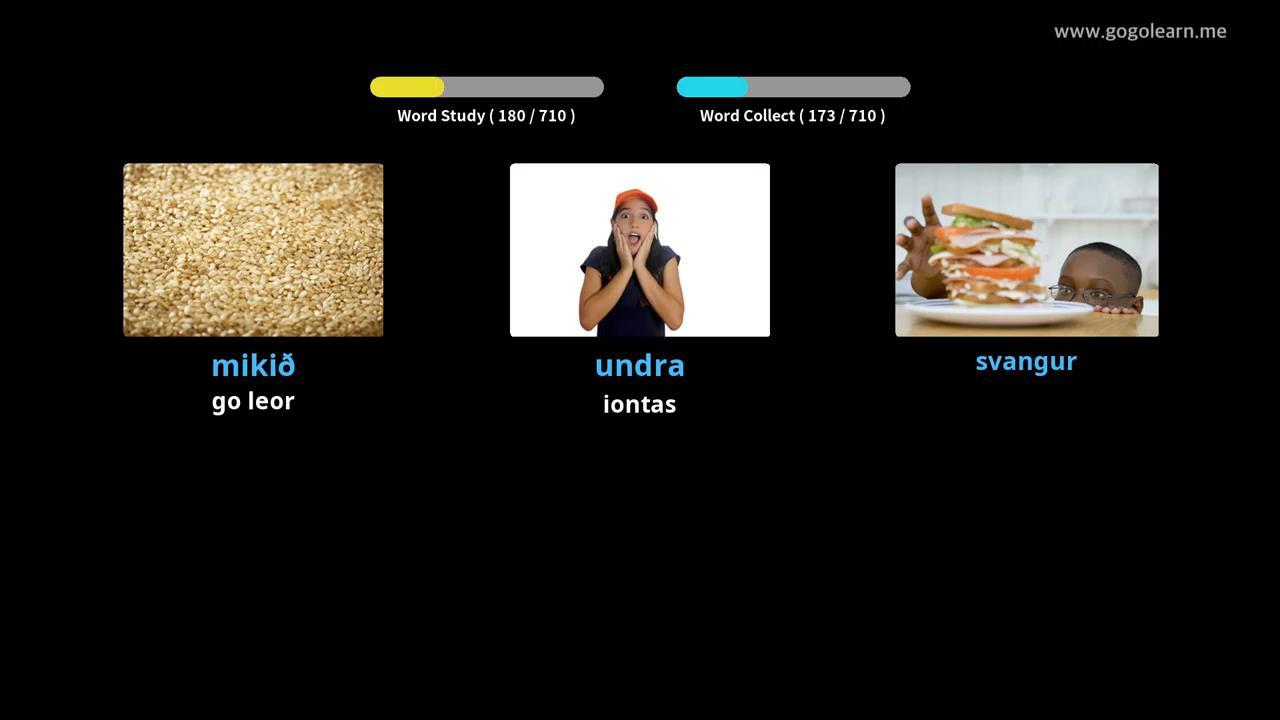 www.gogolearn.me
Word Study ( 180 / 710 )
Word Collect ( 173 / 710 )
mikið
go leor
undra
iontas
svangur